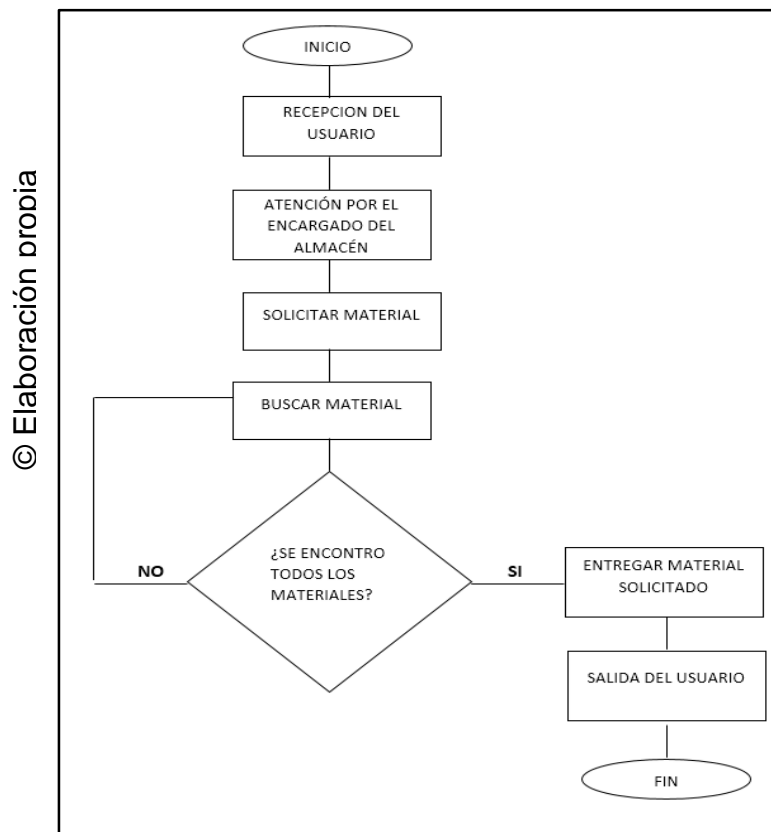 © Elaboración propia
INICIO
RECEPCION DEL
USUARIO
ATENCIÓN POR EL
ENCARGADO DEL
ALMACÉN
SOLICITAR MATERIAL
BUSCAR MATERIAL
¿SE ENCONTRO
TODOS LOS
MATERIALES?
NO
SI
ENTREGAR MATERIAL
SOLICITADO
SALIDA DEL USUARIO
FIN